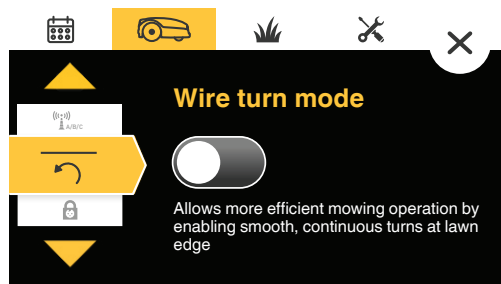 Wire turn mode
A/B/C
Allows more efficient mowing operation by
enabling smooth, continuous turns at lawn
edge